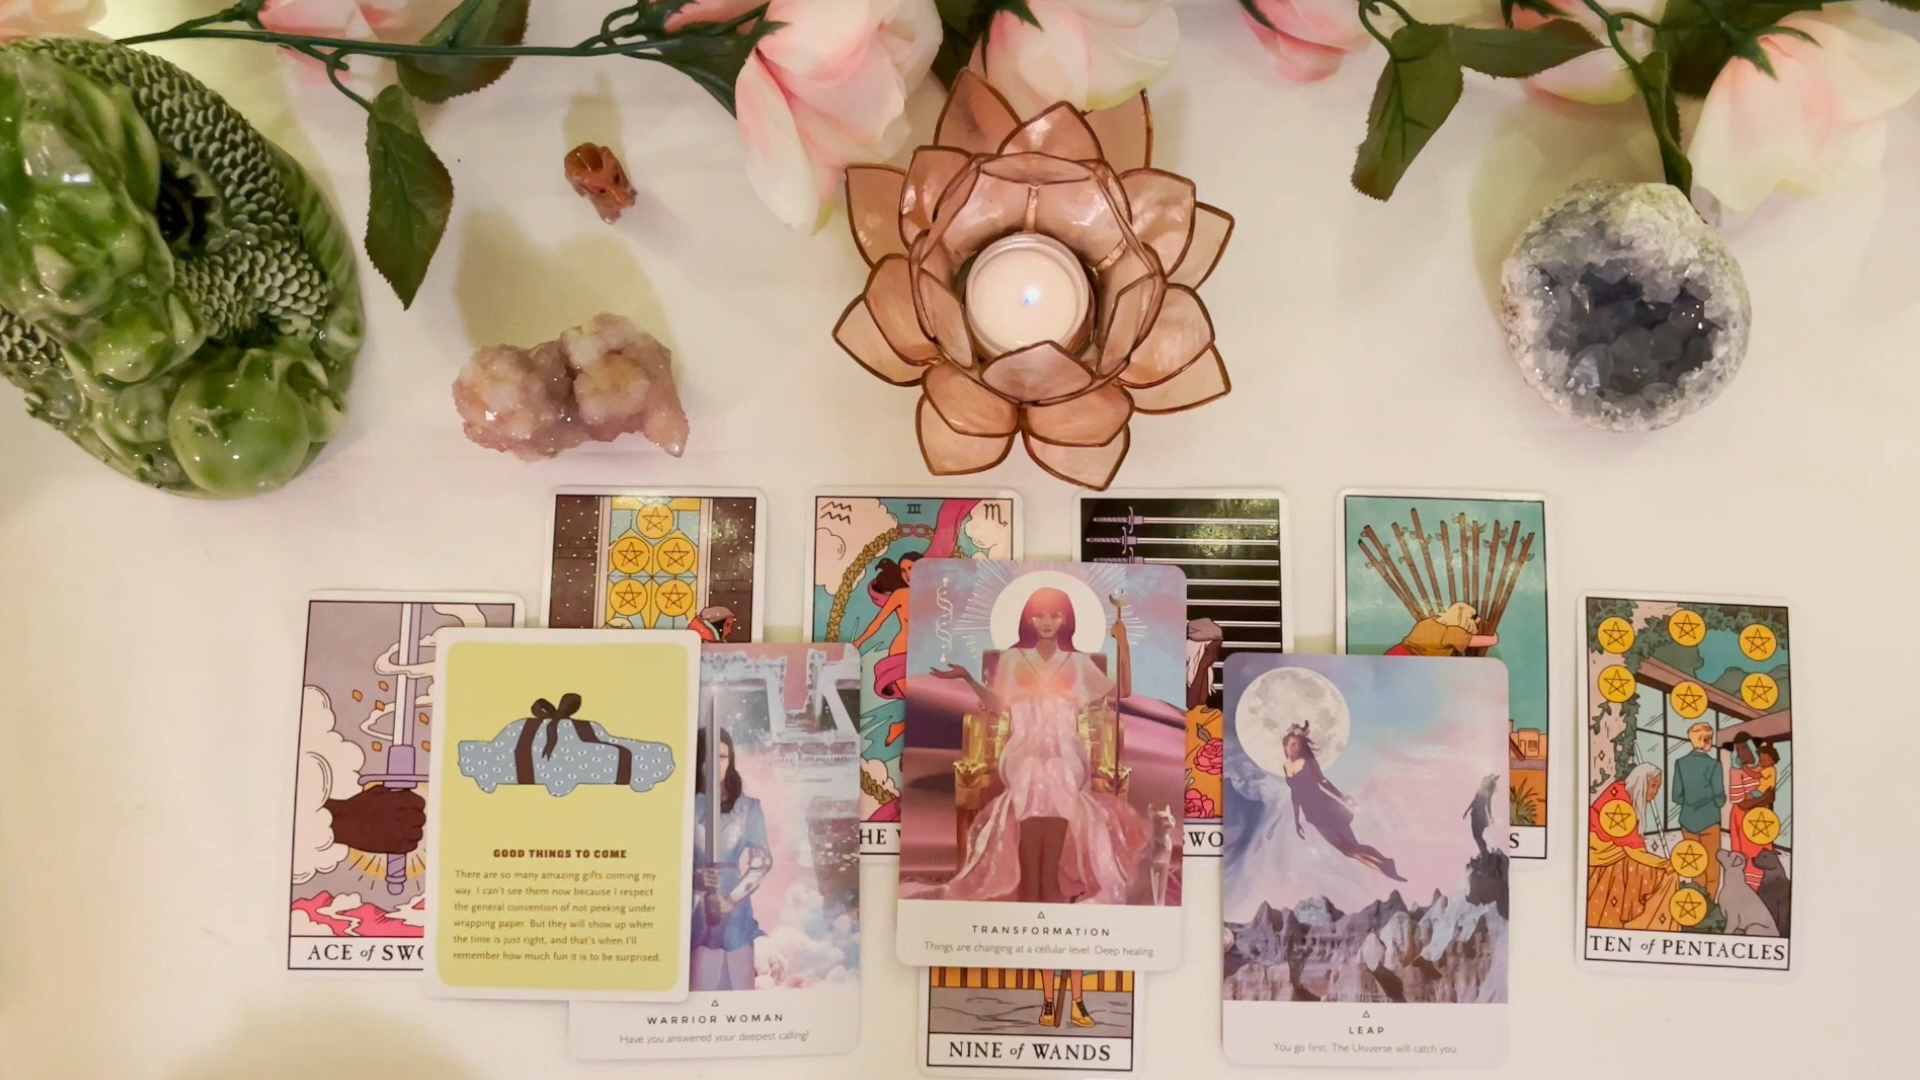 XXI
ACE of SWO
GOOD THINGS TO COME
There are so many amazing gifts coming my
way. I can't see them now because I respect
the general convention of not peeking under
wrapping paper. But they will show up when
the time is just right, and that's when I'll
remember how much fun it is to be surprised.
WARRIOR WOMAN
Have you answered your deepest calling?
HE W
TRANSFORMATION
Things are changing at a cellular level. Deep healing.
NINE of WANDS
SWO
LEAP
You go first. The Universe will catch you.
S
TEN of PENTACLES